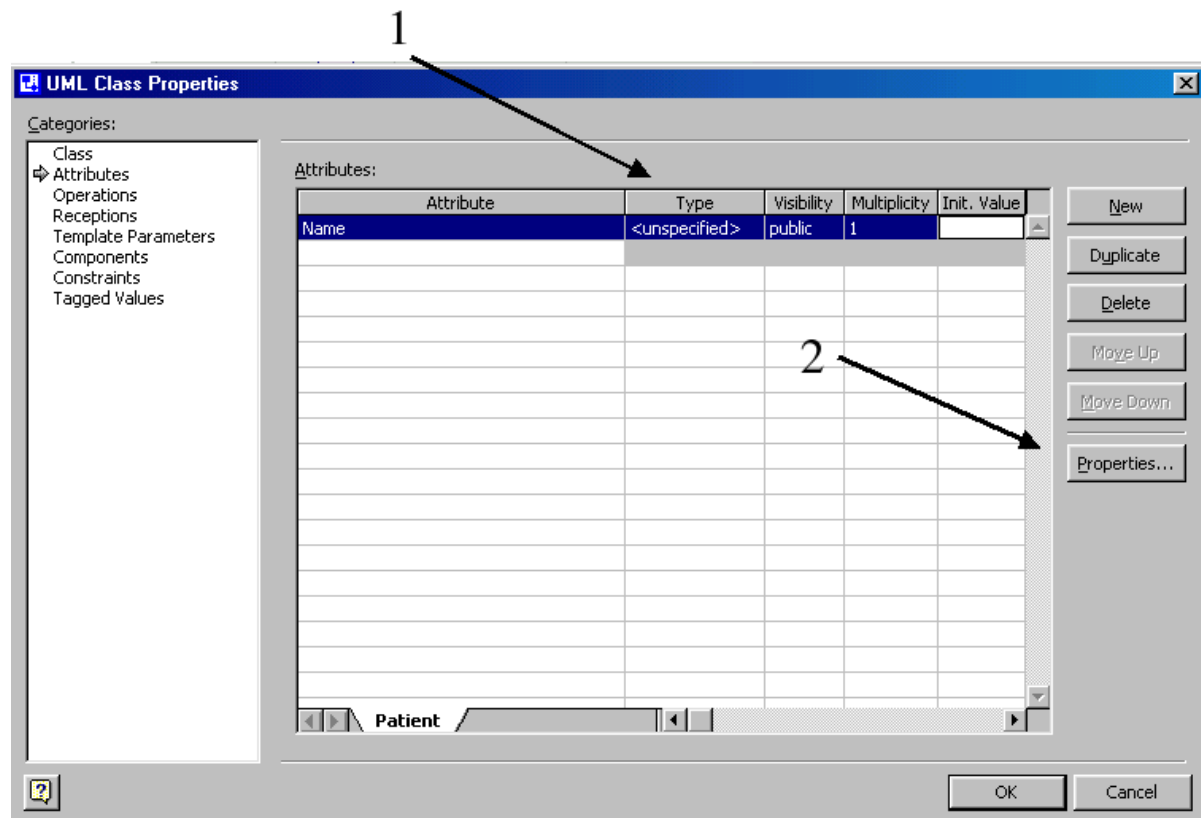 1
UML Class Properties
Categories:
Class
Attributes
Operations
Receptions
Template Parameters
Components
Constraints
Tagged Values
Attributes:
Attribute Type Visibility Multiplicity Init. Value
Name <unspecified> public 1
New
Duplicate
Delete
Move Up
Move Down
Properties...
2
Patient
OK Cancel